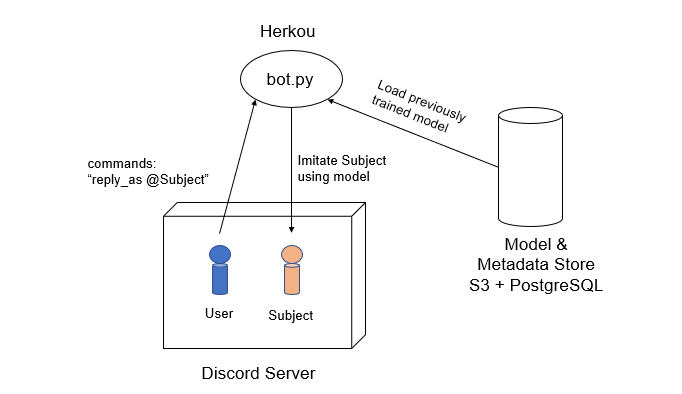 Herkou
bot.py
Load previously
trained model
commands:
“reply_as @Subject”
Imitate Subject
using model
Model &
Metadata Store
S3 + PostgreSQL
User
Subject
Discord Server